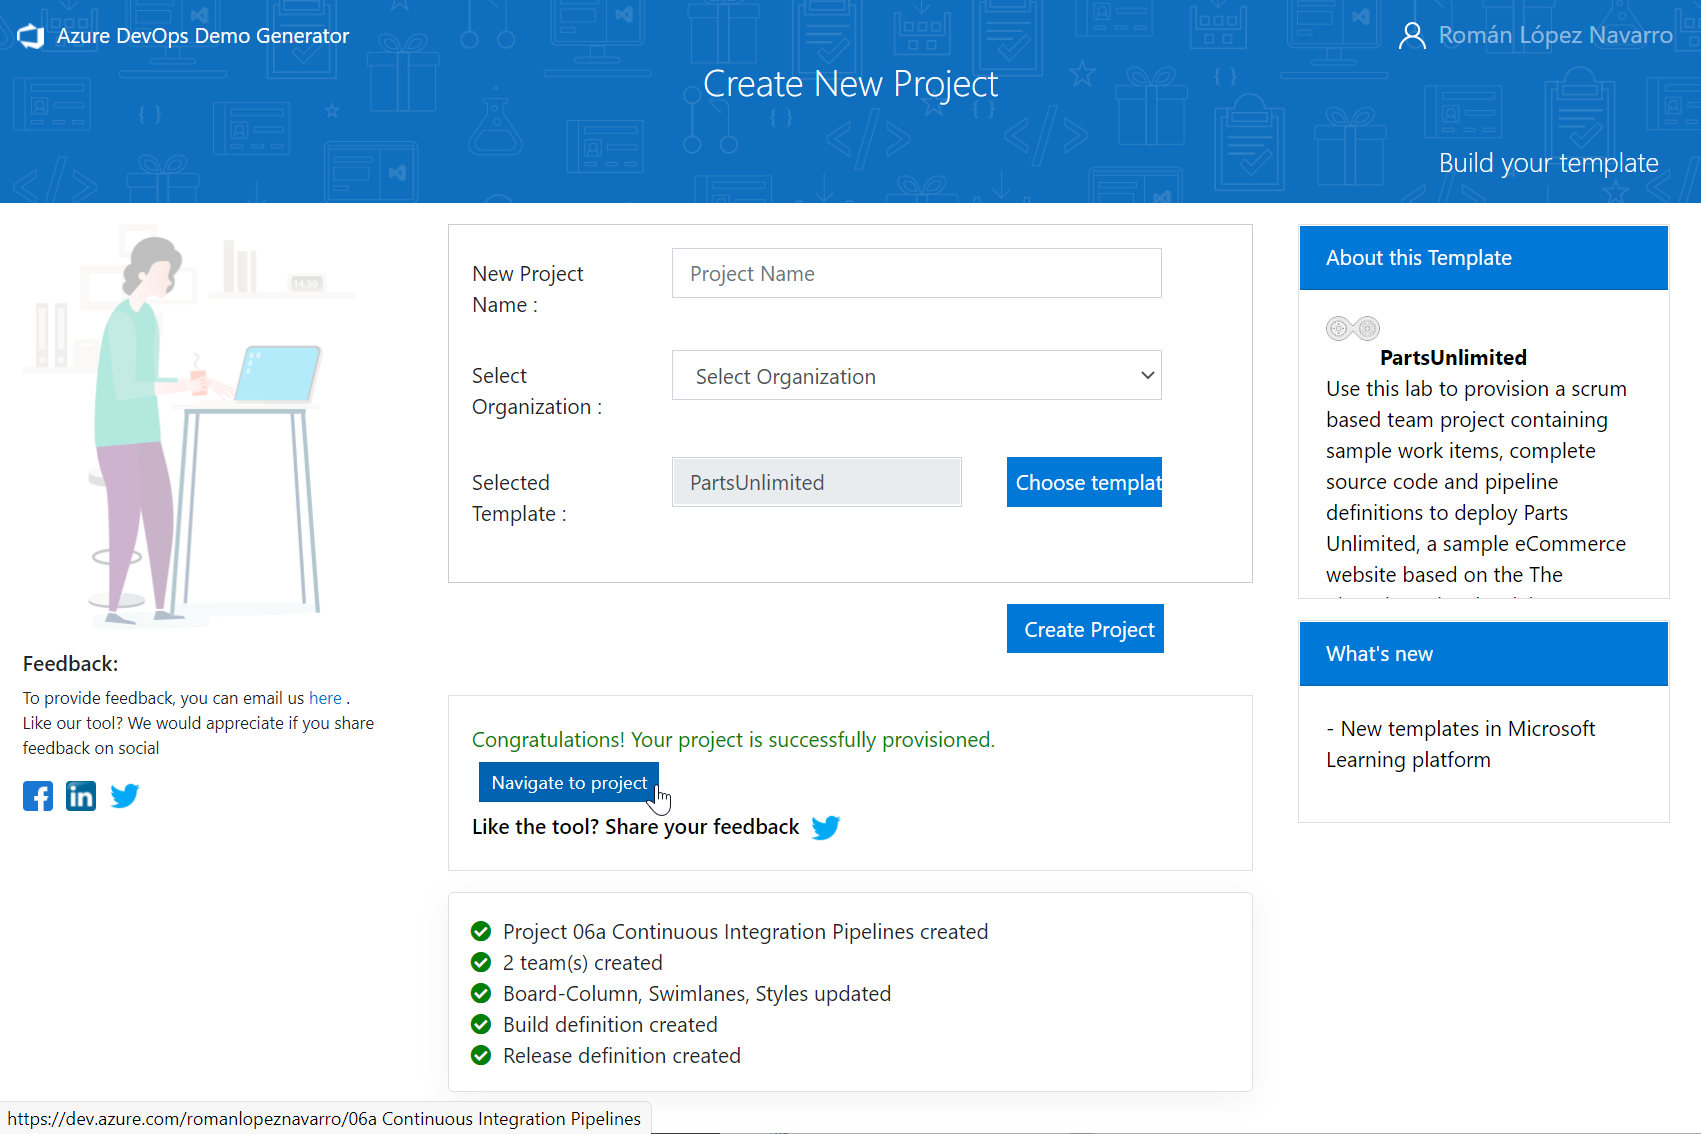 Azure DevOps Demo Generator
Román López Navarro
Create New Project
Build your template
14.30
New Project
Name :
Project Name
Select
Organization :
Select Organization
Selected
Template :
PartsUnlimited
Choose templat
Create Project
About this Template
PartsUnlimited
Use this lab to provision a scrum
based team project containing
sample work items, complete
source code and pipeline
definitions to deploy Parts
Unlimited, a sample eCommerce
website based on the The
What's new
- New templates in Microsoft
Learning platform
Feedback:
To provide feedback, you can email us here .
Like our tool? We would appreciate if you share
feedback on social
Congratulations! Your project is successfully provisioned.
Navigate to project
Like the tool? Share your feedback
Project 06a Continuous Integration Pipelines created
2 team(s) created
Board-Column, Swimlanes, Styles updated
Build definition created
Release definition created
https://dev.azure.com/romanlopeznavarro/06a Continuous Integration Pipelines